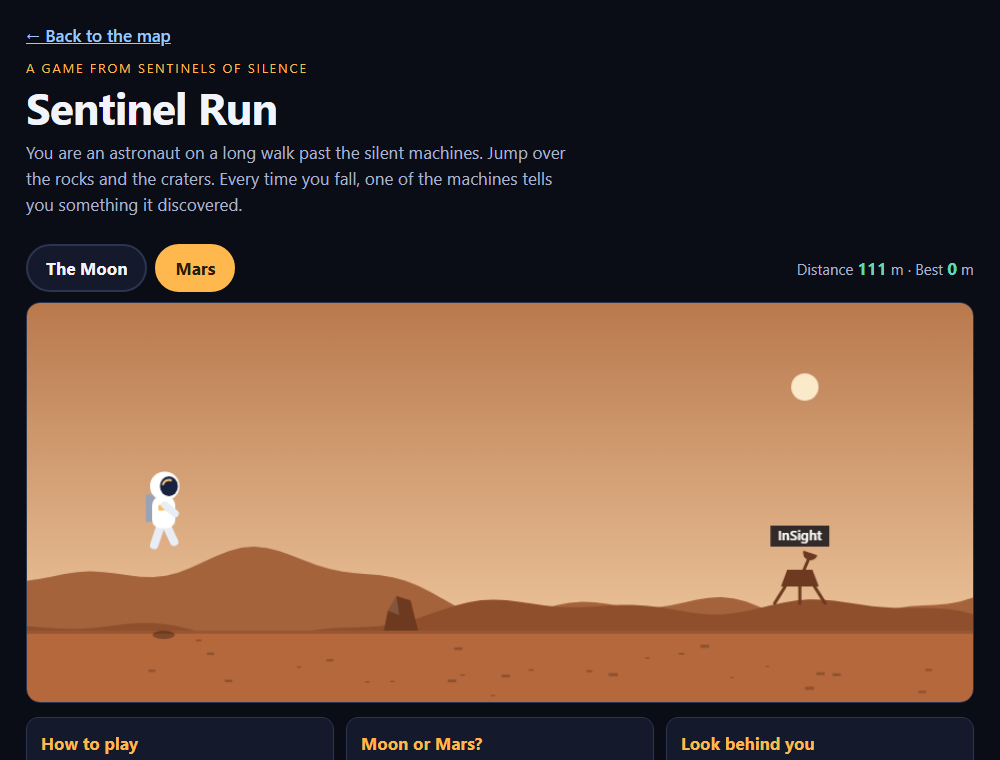 ← Back to the map
A GAME FROM SENTINELS OF SILENCE
Sentinel Run
You are an astronaut on a long walk past the silent machines. Jump over
the rocks and the craters. Every time you fall, one of the machines tells
you something it discovered.
The Moon
Mars
Distance 111 m · Best 0 m
InSight
How to play
Moon or Mars?
Look behind you